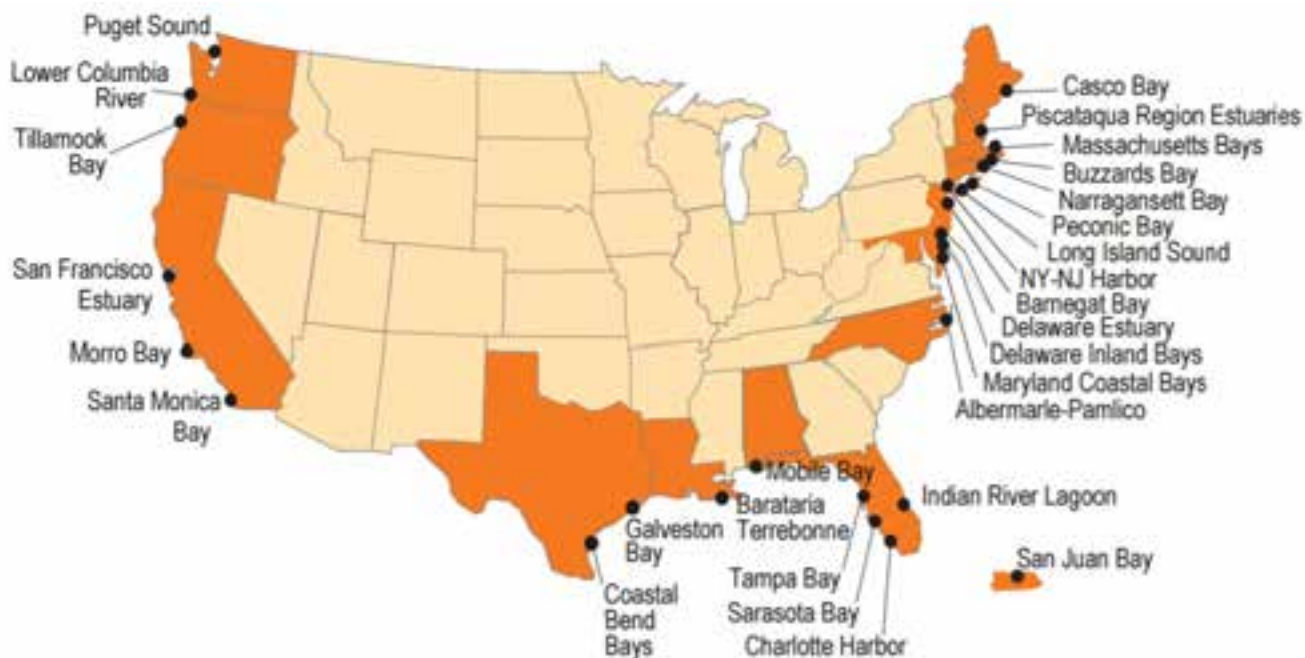 Puget Sound
Lower Columbia
River
Tillamook
Bay
San Francisco
Estuary
Morro Bay
Santa Monica
Bay
Casco Bay
Piscataqua Region Estuaries
Massachusetts Bays
Buzzards Bay
Narragansett Bay
Peconic Bay
Long Island Sound
NY-NJ Harbor
Barnegat Bay
Delaware Estuary
Delaware Inland Bays
Maryland Coastal Bays
Albermarle-Pamlico
Mobile Bay
Barataria
Terrebonne
Galveston
Bay
Coastal
Bend
Bays
Indian River Lagoon
Tampa Bay
Sarasota Bay
Charlotte Harbor
San Juan Bay